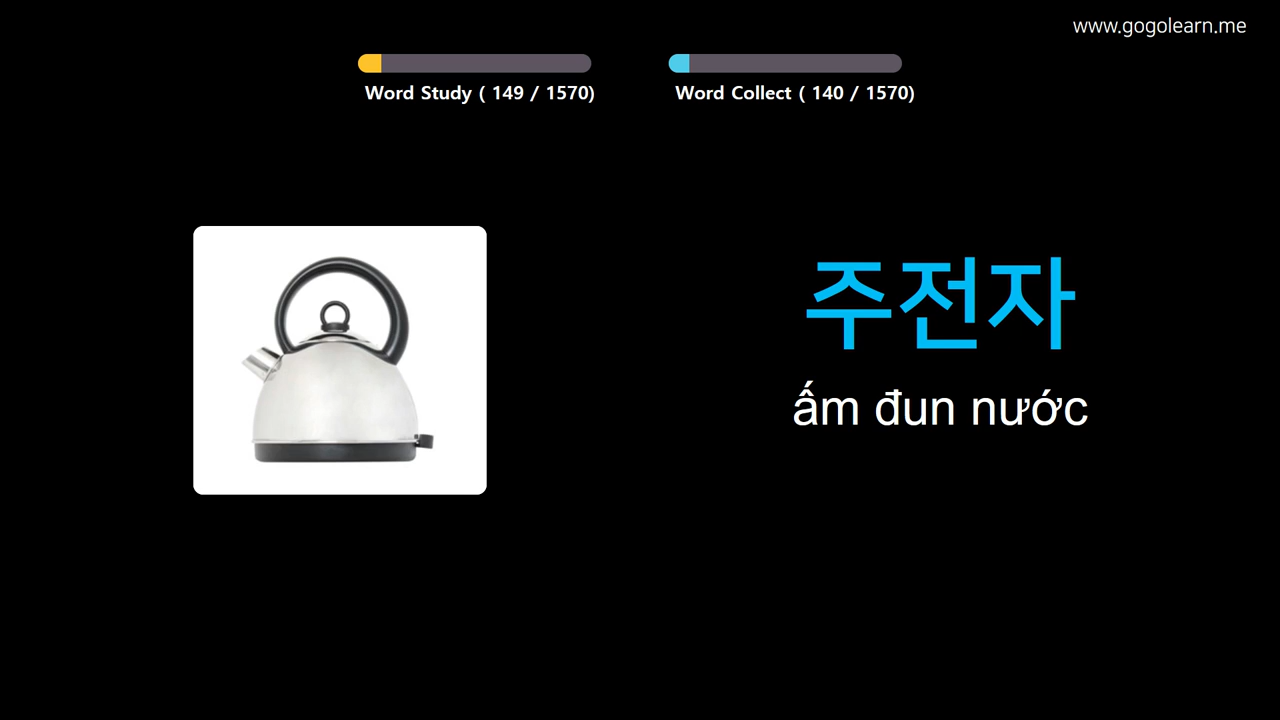 www.gogolearn.me
Word Study ( 149 / 1570)
Word Collect ( 140 / 1570)
주전자
ấm đun nước